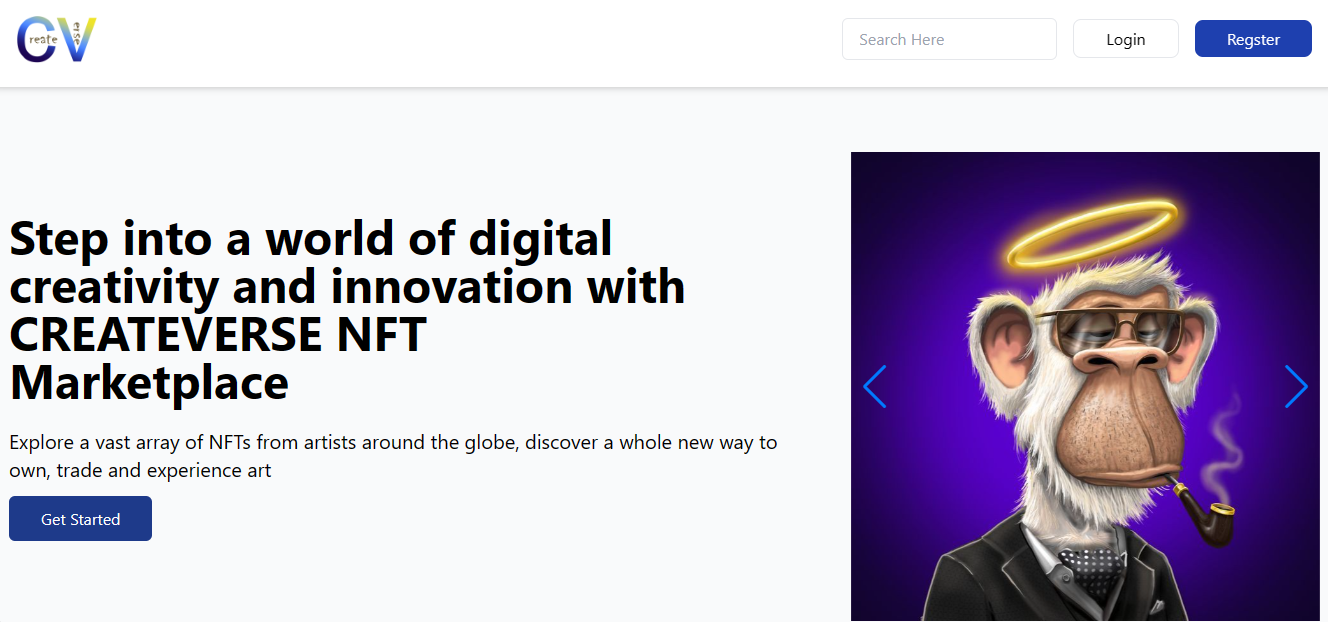 Create Verse
Search Here
Login
Regster
Step into a world of digital
creativity and innovation with
CREATEVERSE NFT
Marketplace
Explore a vast array of NFTs from artists around the globe, discover a whole new way to
own, trade and experience art
Get Started